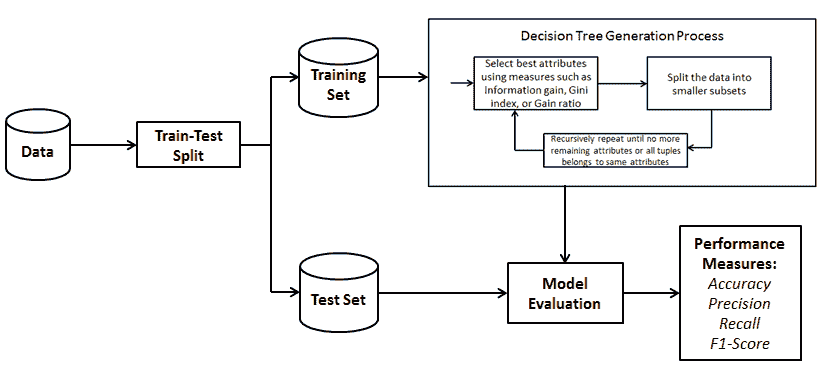 Data
Train-Test
Split
Training
Set
Test Set
Decision Tree Generation Process
Select best attributes
using measures such as
Information gain, Gini
index, or Gain ratio
Split the data into
smaller subsets
Recursively repeat until no more
remaining attributes or all tuples
belongs to same attributes
Model
Evaluation
Performance
Measures:
Accuracy
Precision
Recall
F1-Score